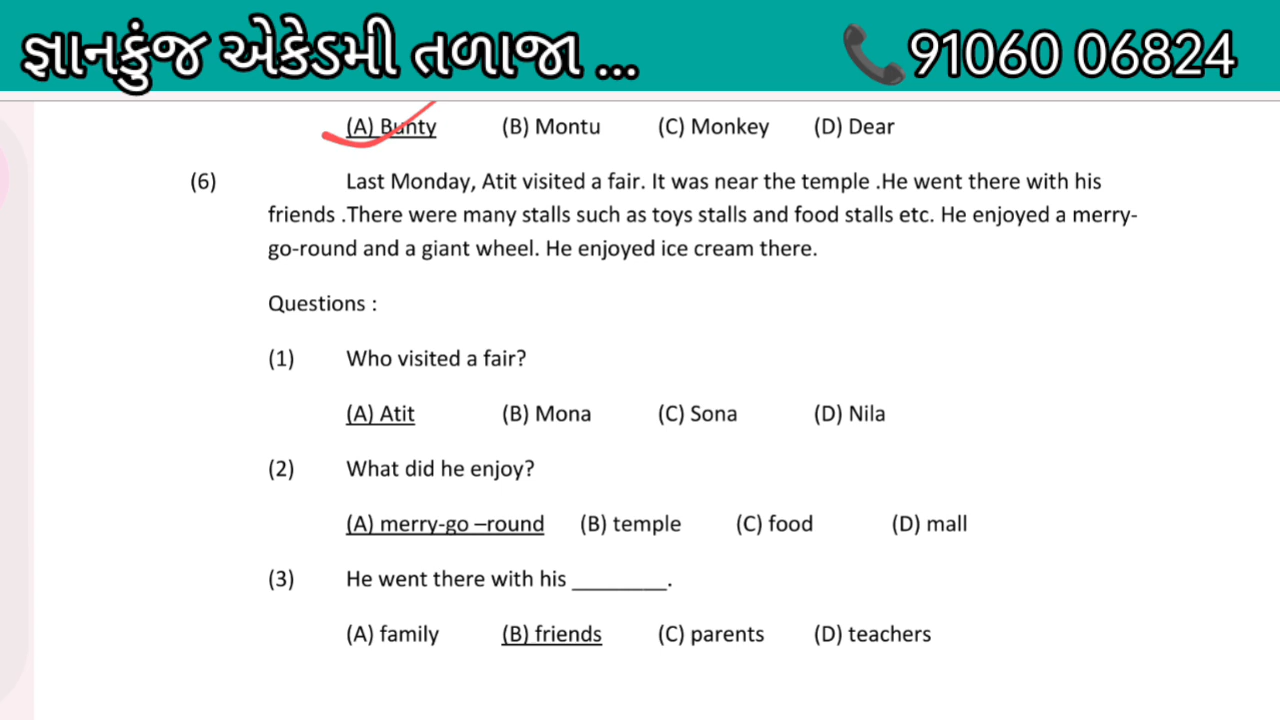 જ્ઞાનકુંજ એકેડમી તળાજા ... 91060 06824
(A) Bunty (B) Montu (C) Monkey (D) Dear
(6) Last Monday, Atit visited a fair. It was near the temple .He went there with his
friends .There were many stalls such as toys stalls and food stalls etc. He enjoyed a merry-
go-round and a giant wheel. He enjoyed ice cream there.
Questions :
(1) Who visited a fair?
(A) Atit (B) Mona (C) Sona (D) Nila
(2) What did he enjoy?
(A) merry-go –round (B) temple (C) food (D) mall
(3) He went there with his ________.
(A) family (B) friends (C) parents (D) teachers